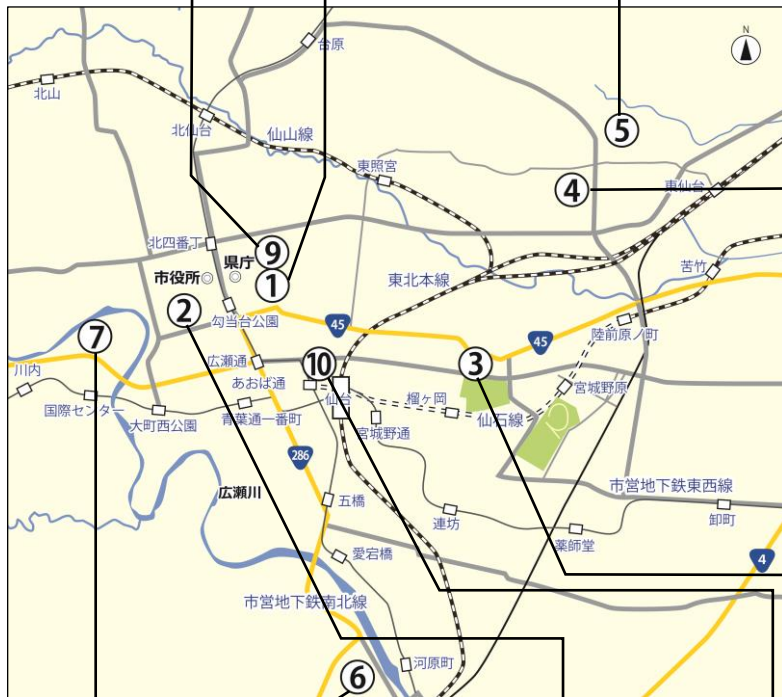 台原
N
北山
北仙台
仙山線
⑤
東照宮
④
東仙台
北四番丁
⑨
県庁
市役所
①
東北本線
苦竹
②
勾当台公園
45
陸前原ノ町
⑦
広瀬通
⑩
③
45
川内
あおば通
仙台
榴ヶ岡
宮城野原
国際センター
大町西公園
青葉通一番町
宮城野通
仙石線
286
広瀬川
五橋
連坊
市営地下鉄東西線
卸町
薬師堂
愛宕橋
4
市営地下鉄南北線
河原町
⑥